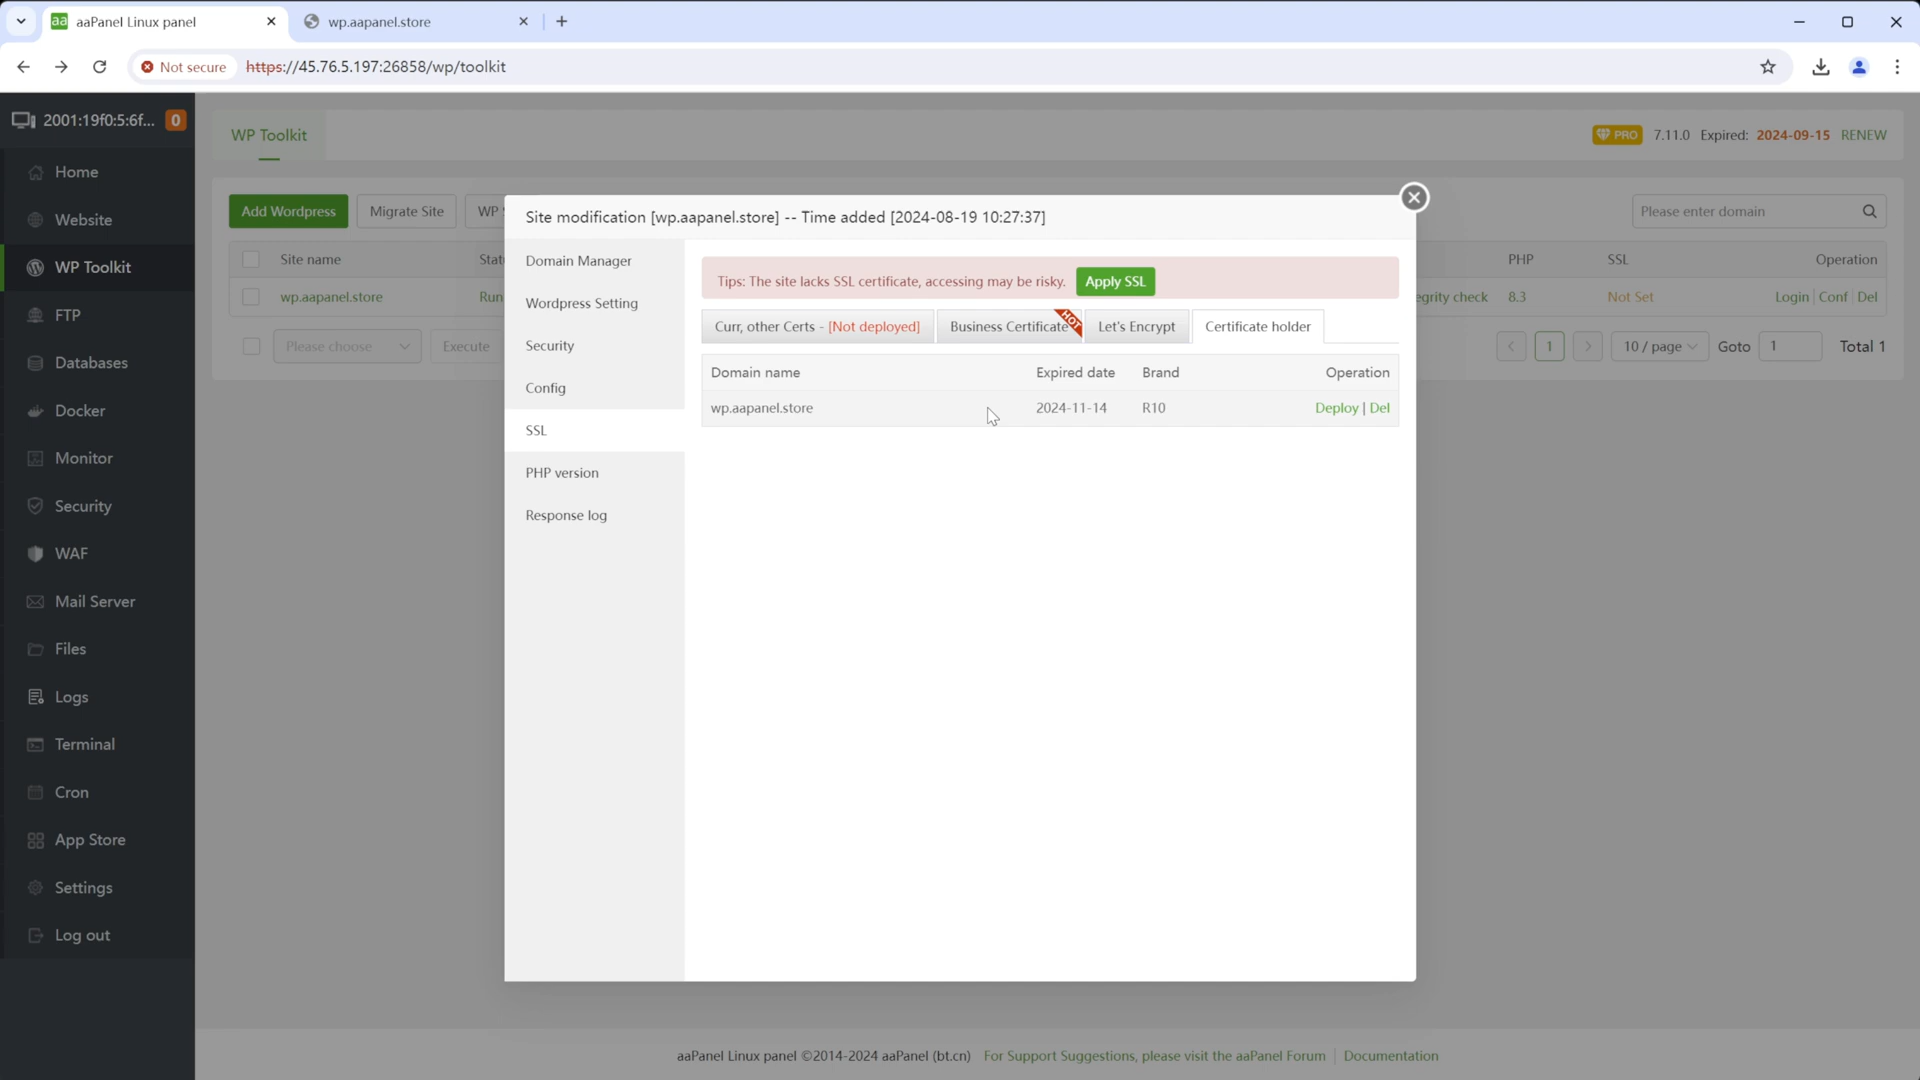 aaPanel Linux panel
wp.aapanel.store
Not secure https://45.76.5.197:26858/wp/toolkit
2001:19f0:5:6f... 0
Home
Website
WP Toolkit
FTP
Databases
Docker
Monitor
Security
WAF
Mail Server
Files
Logs
Terminal
Cron
App Store
Settings
Log out
WP Toolkit
PRO 7.11.0 Expired: 2024-09-15 RENEW
Add Wordpress Migrate Site WP
Please enter domain
Site name PHP SSL Operation
wp.aapanel.store Run egrity check 8.3 Not Set Login Conf Del
Please choose Execute 1 10 / page Goto 1 Total 1
Site modification [wp.aapanel.store] -- Time added [2024-08-19 10:27:37]
Domain Manager
Wordpress Setting
Security
Config
SSL
PHP version
Response log
Tips: The site lacks SSL certificate, accessing may be risky. Apply SSL
Curr, other Certs - [Not deployed] Business Certificate HOT Let's Encrypt Certificate holder
Domain name Expired date Brand Operation
wp.aapanel.store 2024-11-14 R10 Deploy | Del
aaPanel Linux panel ©2014-2024 aaPanel (bt.cn) For Support Suggestions, please visit the aaPanel Forum Documentation